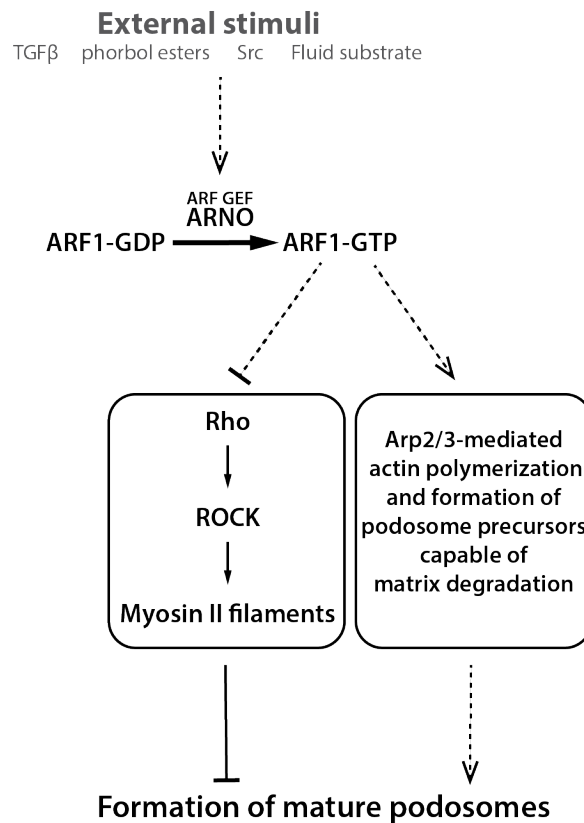 External stimuli
TGFβ phorbol esters Src Fluid substrate
ARF GEF
ARNO
ARF1-GDP ARF1-GTP
Rho
ROCK
Myosin II filaments
Arp2/3-mediated
actin polymerization
and formation of
podosome precursors
capable of
matrix degradation
Formation of mature podosomes